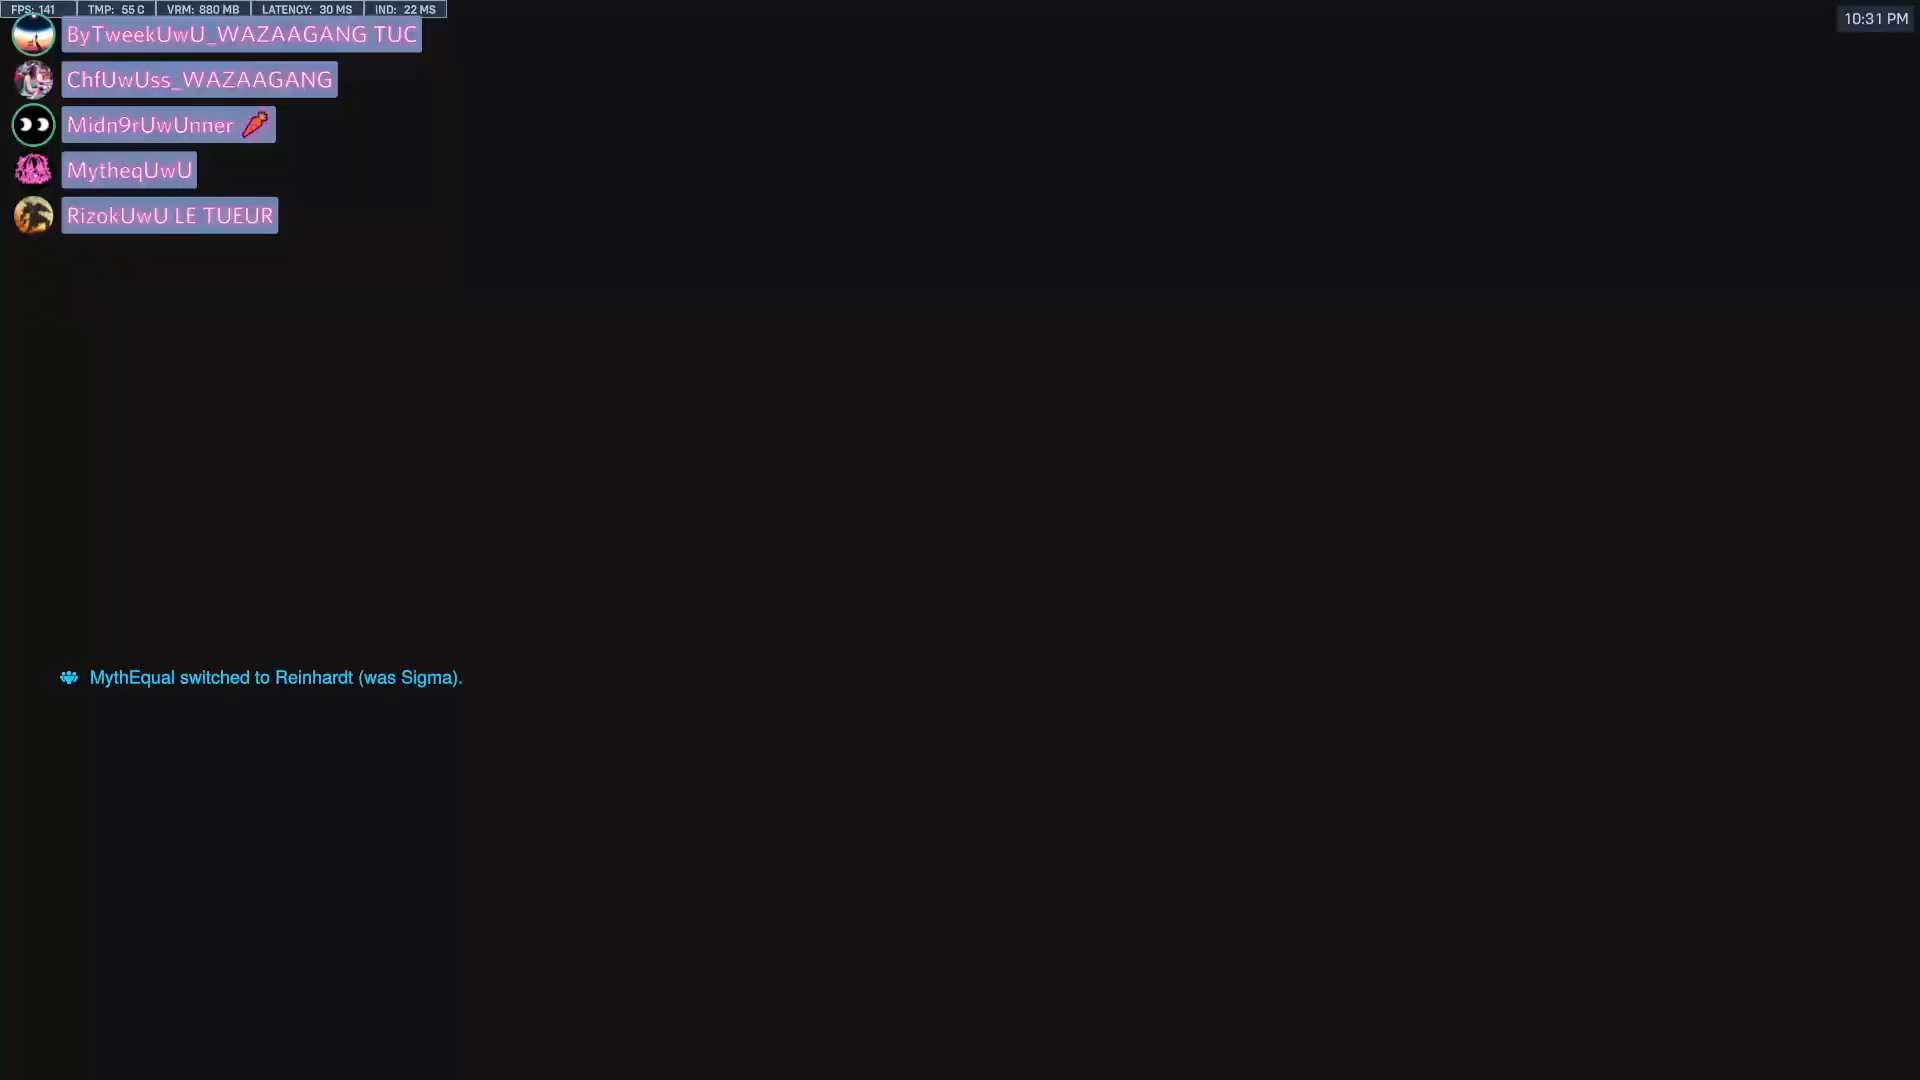 FPS: 141 TMP: 55 C VRM: 880 MB LATENCY: 30 MS IND: 22 MS
10:31 PM
ByTweekUwU_WAZAAGANG TUC
ChfUwUss_WAZAAGANG
Midn9rUwUnner 🥕
MytheqUwU
RizokUwU LE TUEUR
MythEqual switched to Reinhardt (was Sigma).